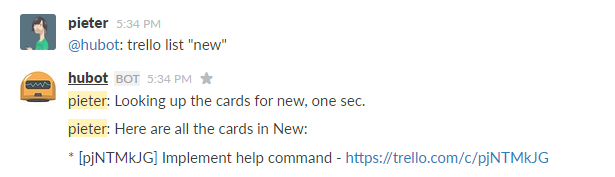 pieter 5:34 PM
@hubot: trello list "new"
hubot BOT 5:34 PM
pieter: Looking up the cards for new, one sec.
pieter: Here are all the cards in New:
* [pjNTMkJG] Implement help command - https://trello.com/c/pjNTMkJG